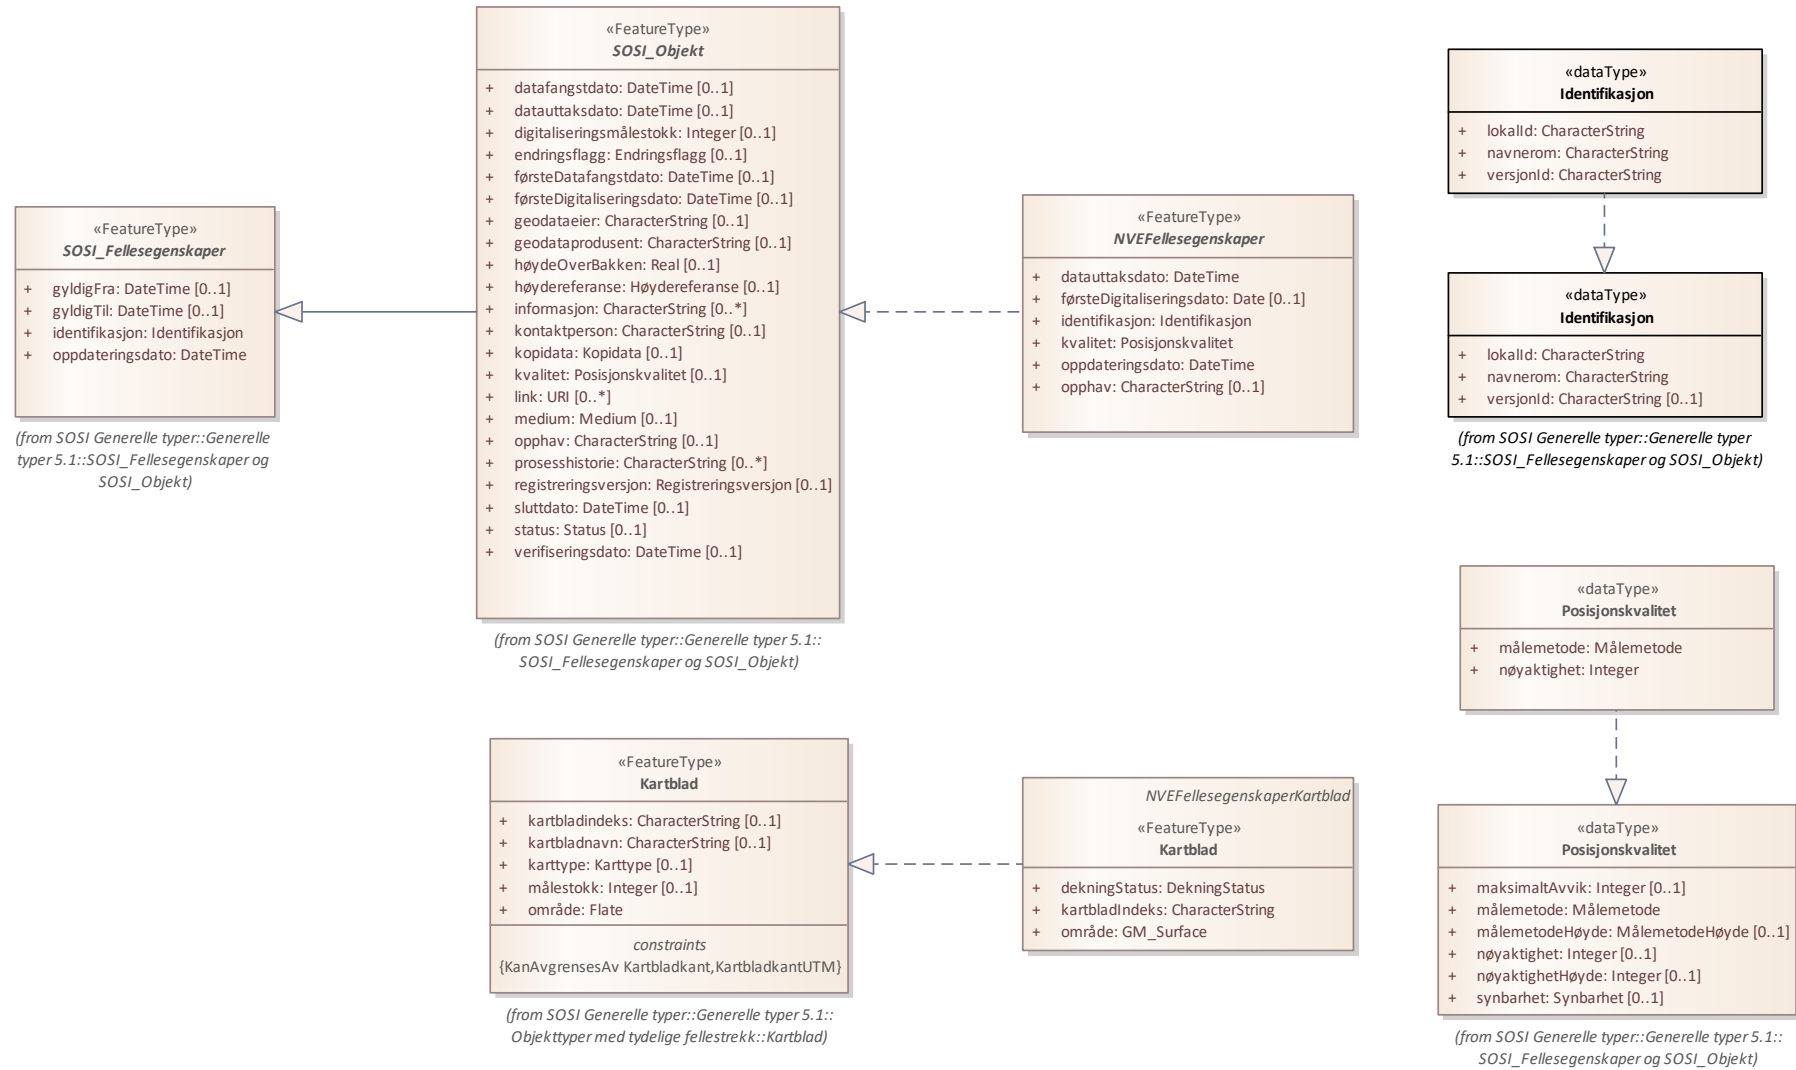 «FeatureType»
SOSI_Fellesegenskaper
+ gyldigFra: DateTime [0..1]
+ gyldigTil: DateTime [0..1]
+ identifikasjon: Identifikasjon
+ oppdateringsdato: DateTime
(from SOSI Generelle typer::Generelle
typer 5.1::SOSI_Fellesegenskaper og
SOSI_Objekt)
«FeatureType»
SOSI_Objekt
+ datafangstdato: DateTime [0..1]
+ datauttaksdato: DateTime [0..1]
+ digitaliseringsmålestokk: Integer [0..1]
+ endringsflagg: Endringsflagg [0..1]
+førsteDatafangstdato: DateTime [0..1]
+ førsteDigitaliseringsdato: DateTime [0..1]
+ geodataeier: CharacterString [0..1]
+ geodataprodusent: CharacterString [0..1]
+ høydeOverBakken: Real [0..1]
+ høydereferanse: Høydereferanse [0..1]
+ informasjon: CharacterString [0..*]
+ kontaktperson: CharacterString [0..1]
+ kopidata: Kopidata [0..1]
+ kvalitet: Posisjonskvalitet [0..1]
+ link: URI [0..*]
+ medium: Medium [0..1]
+ opphav: CharacterString [0..1]
+ prosesshistorie: CharacterString [0..*]
+ registreringsversjon: Registreringsversjon [0..1]
+ sluttdato: DateTime [0..1]
+ status: Status [0..1]
+ verifiseringsdato: DateTime [0..1]
(from SOSI Generelle typer::Generelle typer 5.1::
SOSI_Fellesegenskaper og SOSI_Objekt)
«FeatureType»
NVEFellesegenskaper
+ datauttaksdato: DateTime
+ førsteDigitaliseringsdato: Date [0..1]
+ identifikasjon: Identifikasjon
+ kvalitet: Posisjonskvalitet
+ oppdateringsdato: DateTime
+ opphav: CharacterString [0..1]
«dataType»
Identifikasjon
+ lokalId: CharacterString
+ navnerom: CharacterString
+ versjonId: CharacterString
«dataType»
Identifikasjon
+ lokalId: CharacterString
+ navnerom: CharacterString
+ versjonId: CharacterString [0..1]
(from SOSI Generelle typer::Generelle typer
5.1::SOSI_Fellesegenskaper og SOSI_Objekt)
«FeatureType»
Kartblad
+ kartbladindeks: CharacterString [0..1]
+ kartbladnavn: CharacterString [0..1]
+ karttype: Karttype [0..1]
+ målestokk: Integer [0..1]
+ område: Flate
constraints
{KanAvgrensesAv Kartbladkant,KartbladkantUTM}
(from SOSI Generelle typer::Generelle typer 5.1::
Objekttyper med tydelige fellestrekk::Kartblad)
NVEFellesegenskaperKartblad
«FeatureType»
Kartblad
+ dekningStatus: DekningStatus
+ kartbladIndeks: CharacterString
+ område: GM_Surface
«dataType»
Posisjonskvalitet
+ målemetode: Målemetode
+ nøyaktighet: Integer
«dataType»
Posisjonskvalitet
+ maksimaltAvvik: Integer [0..1]
+ målemetode: Målemetode
+ målemetodeHøyde: MålemetodeHøyde [0..1]
+ nøyaktighet: Integer [0..1]
+ nøyaktighetHøyde: Integer [0..1]
+ synbarhet: Synbarhet [0..1]
(from SOSI Generelle typer::Generelle typer 5.1::
SOSI_Fellesegenskaper og SOSI_Objekt)